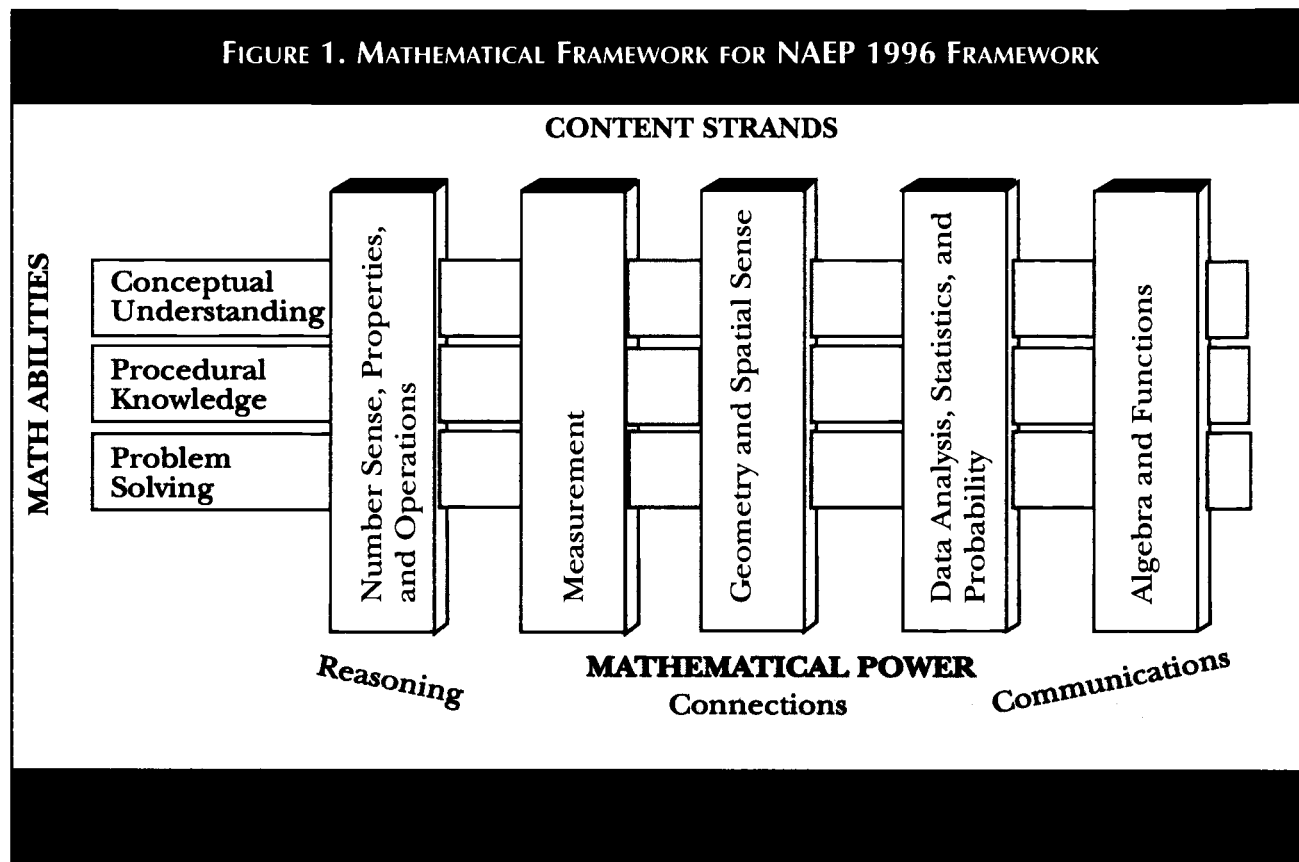 FIGURE 1. MATHEMATICAL FRAMEWORK FOR NAEP 1996 FRAMEWORK
CONTENT STRANDS
MATH ABILITIES
Conceptual
Understanding
Procedural
Knowledge
Problem
Solving
Number Sense, Properties,
and Operations
Measurement
Geometry and Spatial Sense
Data Analysis, Statistics, and
Probability
Algebra and Functions
Reasoning
MATHEMATICAL POWER
Connections
Communications